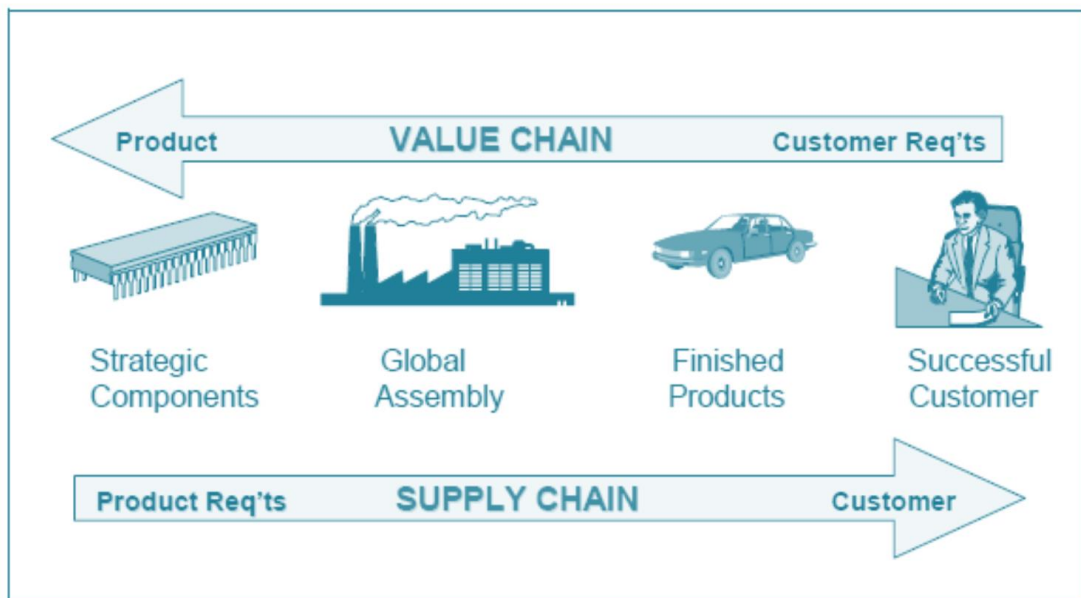 Product VALUE CHAIN Customer Req'ts
Strategic Components
Global Assembly
Finished Products
Successful Customer
Product Req'ts SUPPLY CHAIN Customer